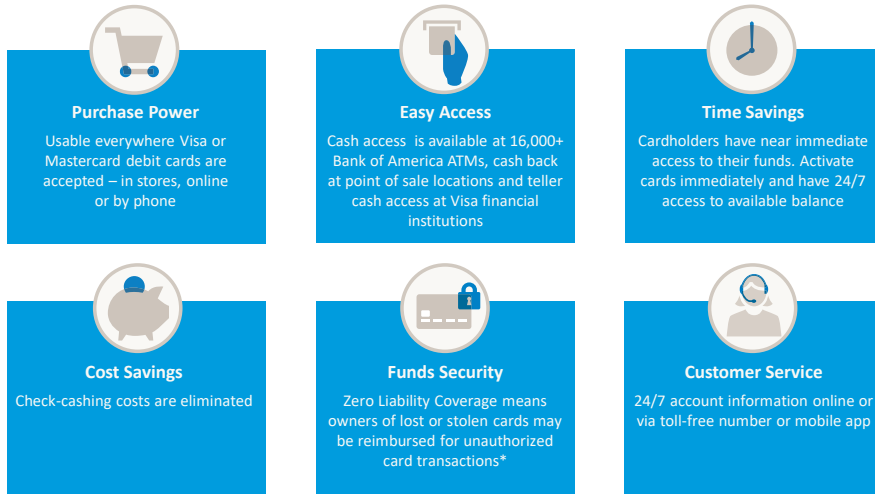 Purchase Power
Usable everywhere Visa or
Mastercard debit cards are
accepted – in stores, online
or by phone
Easy Access
Cash access is available at 16,000+
Bank of America ATMs, cash back
at point of sale locations and teller
cash access at Visa financial
institutions
Time Savings
Cardholders have near immediate
access to their funds. Activate
cards immediately and have 24/7
access to available balance
Cost Savings
Check-cashing costs are eliminated
Funds Security
Zero Liability Coverage means
owners of lost or stolen cards may
be reimbursed for unauthorized
card transactions*
Customer Service
24/7 account information online or
via toll-free number or mobile app